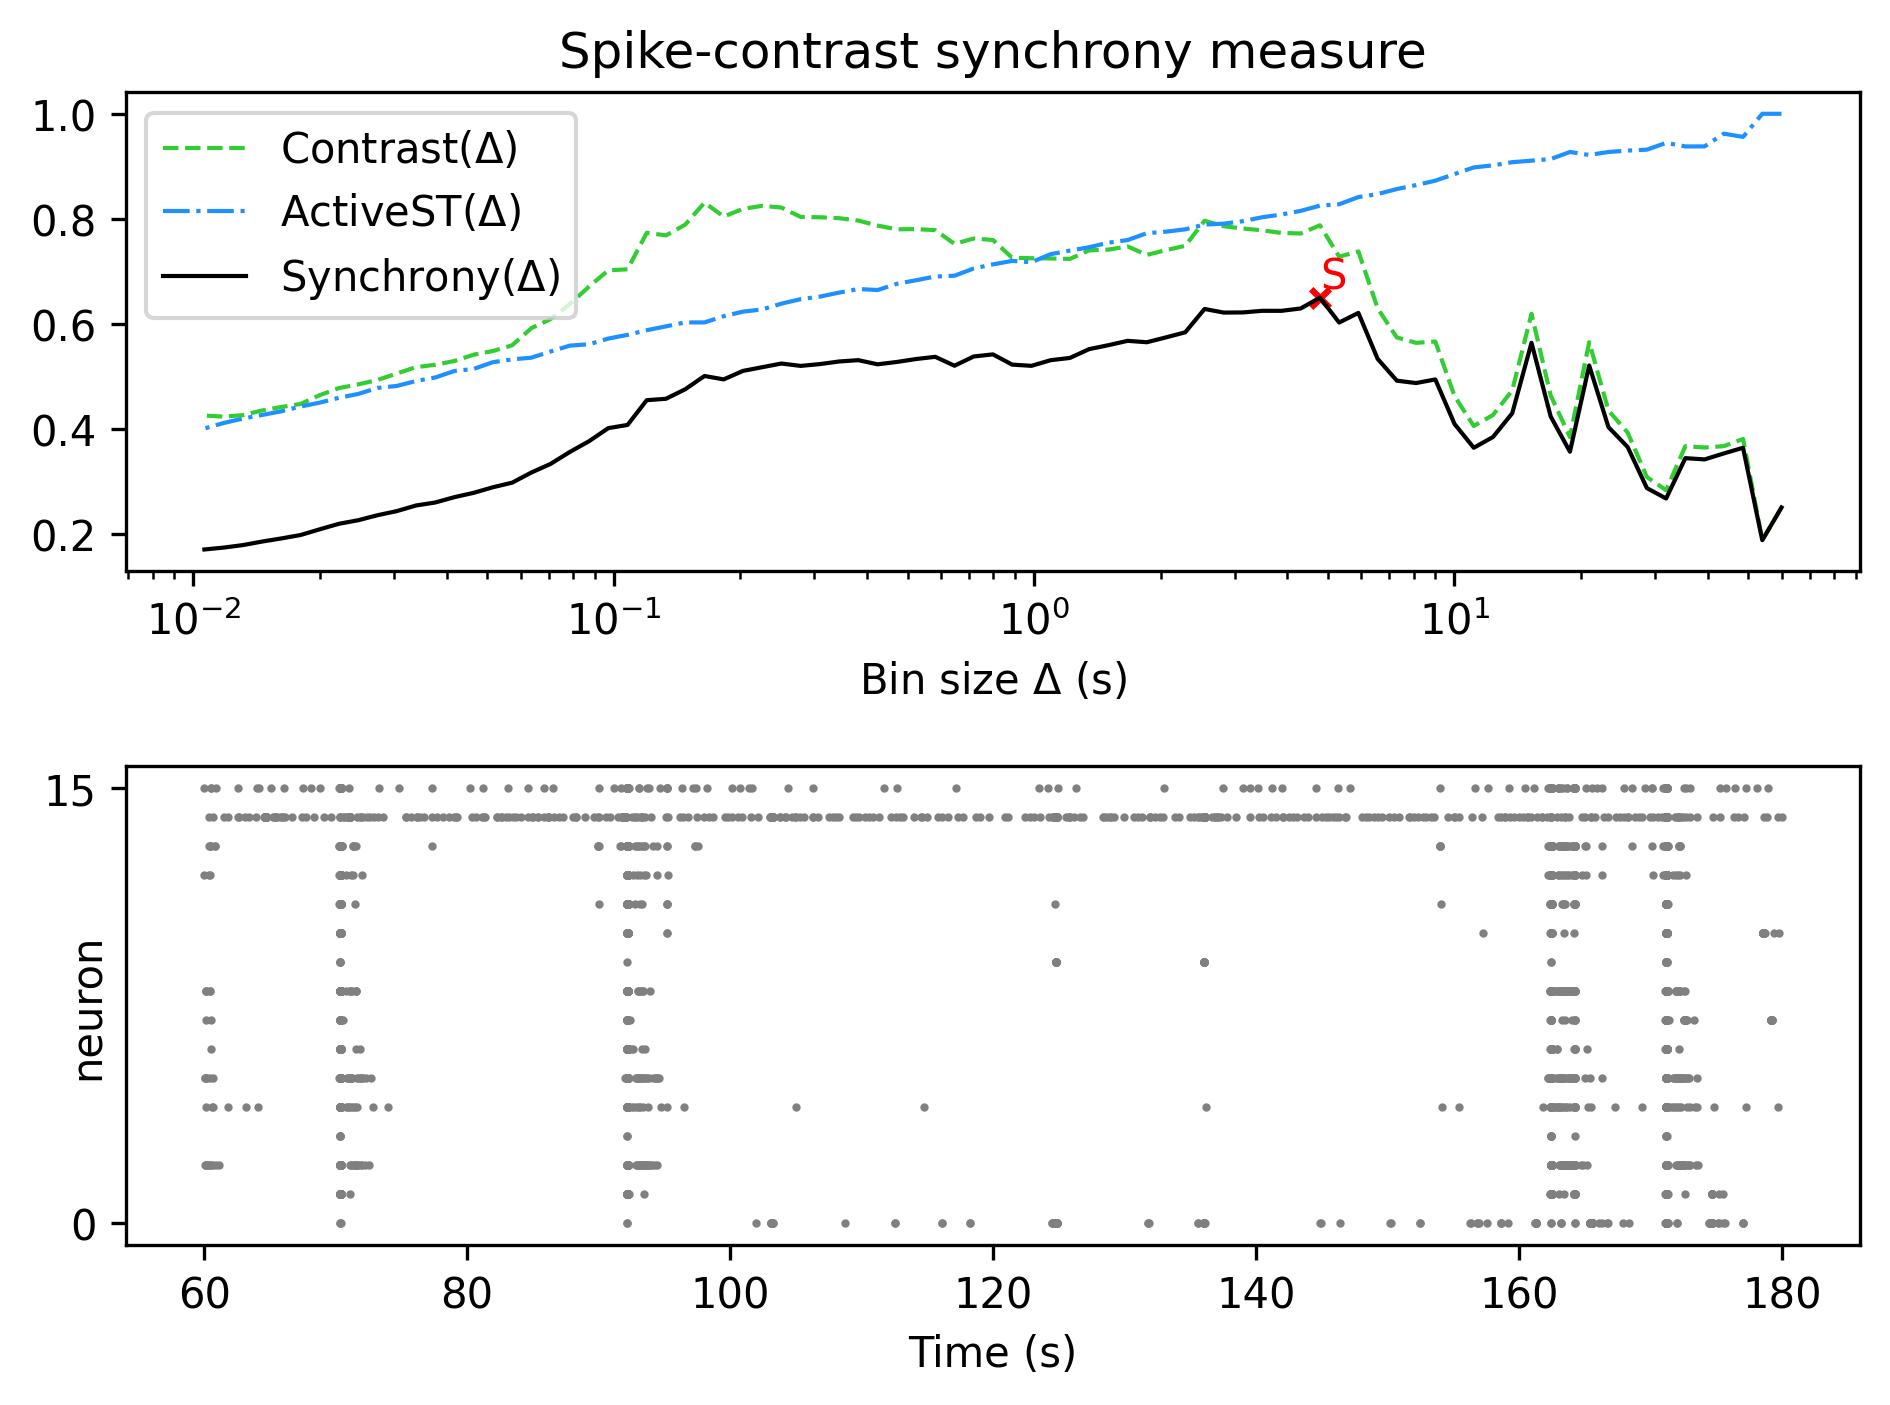 Spike-contrast synchrony measure
1.0
0.8
0.6
0.4
0.2
Contrast(Δ)
ActiveST(Δ)
Synchrony(Δ)
S
10⁻² 10⁻¹ 10⁰ 10¹
Bin size Δ (s)
15
0
neuron
60 80 100 120 140 160 180
Time (s)